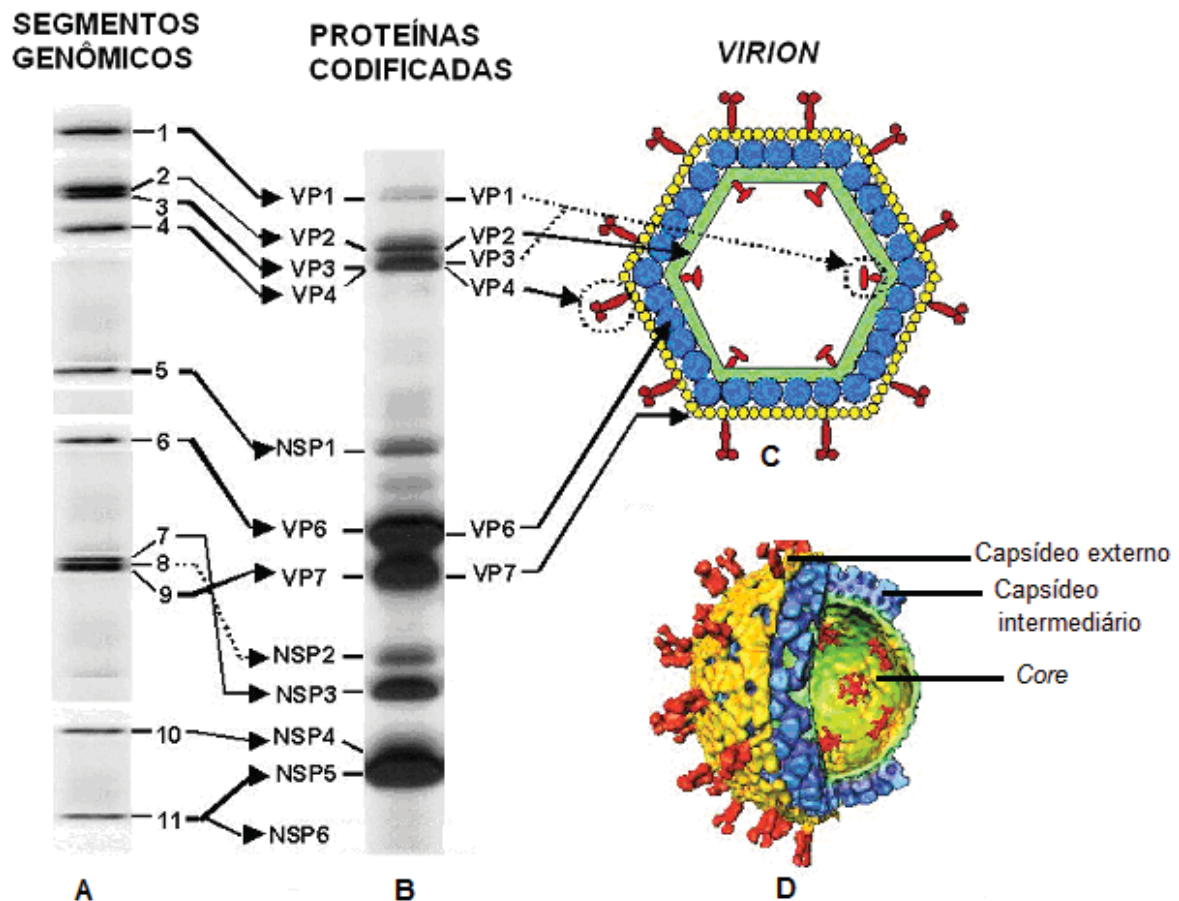 SEGMENTOS
GENÔMICOS
PROTEÍNAS
CODIFICADAS
VIRION
1
2
3
4
5
6
7
8
9
10
11
VP1
VP2
VP3
VP4
NSP1
VP6
VP7
NSP2
NSP3
NSP4
NSP5
NSP6
VP1
VP2
VP3
VP4
VP6
VP7
C
Capsídeo externo
Capsídeo
intermediário
Core
A
B
D